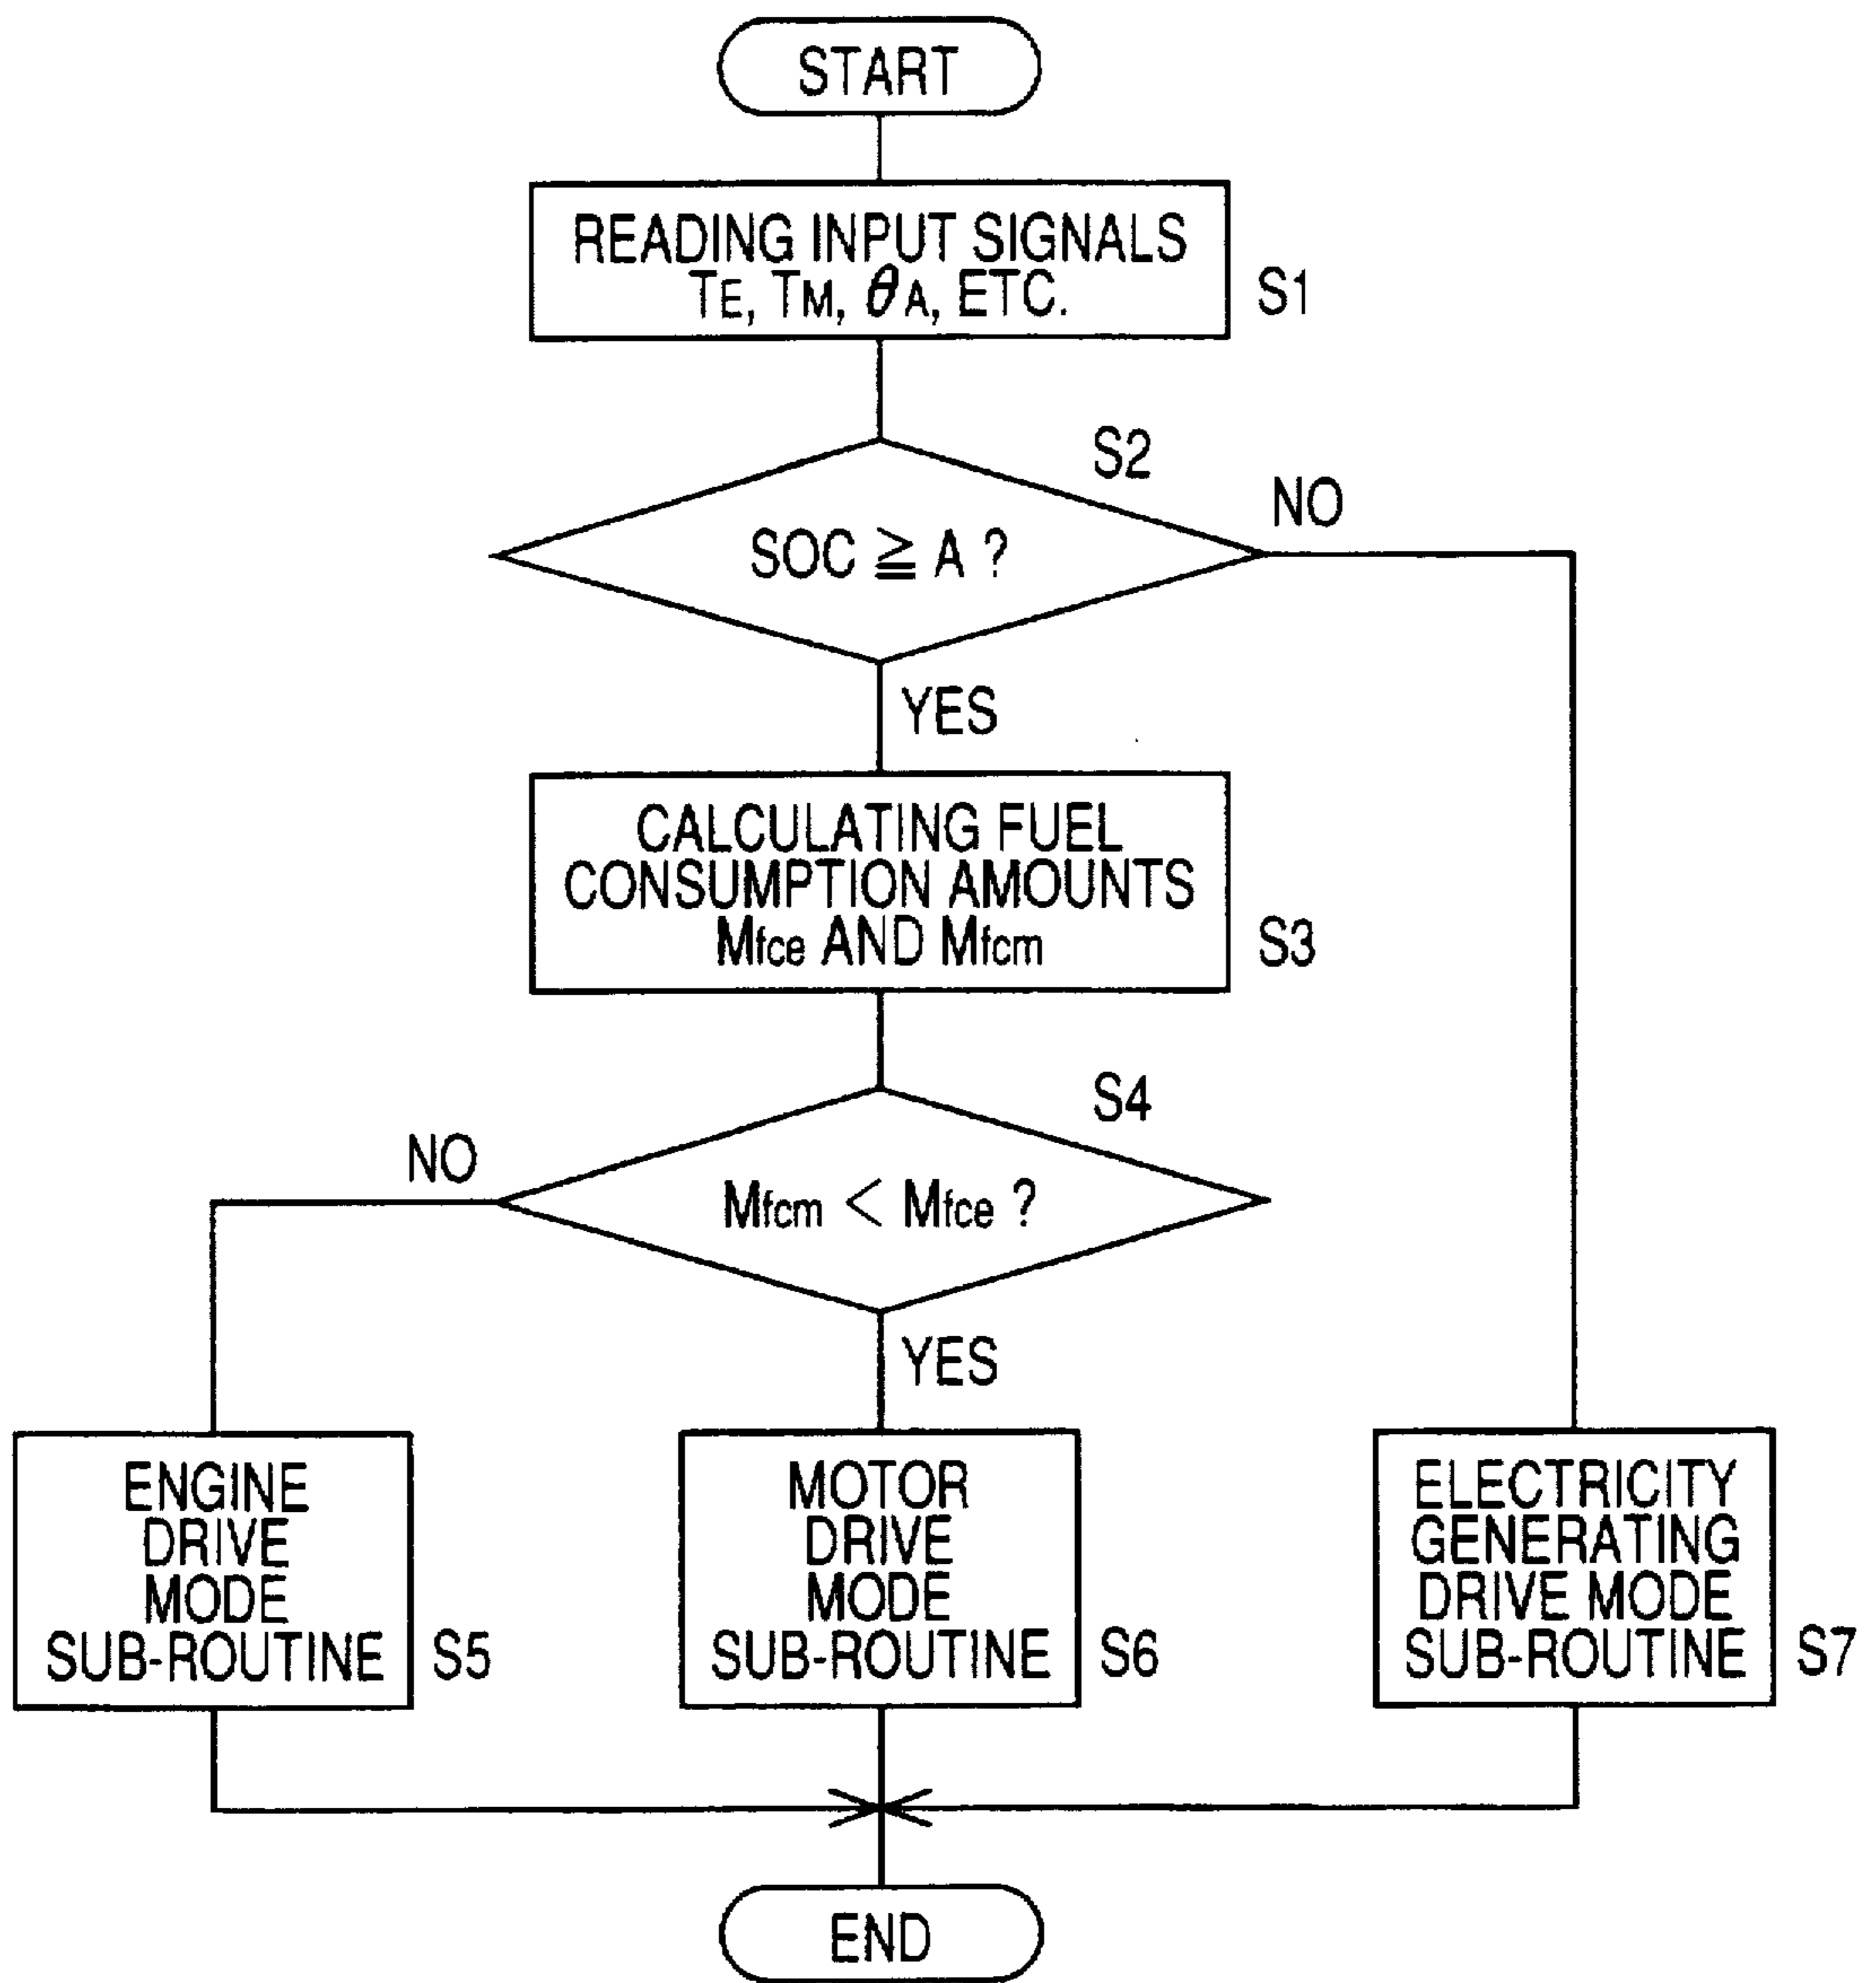 START
READING INPUT SIGNALS
TE, TM, θA, ETC.
S1
S2
NO
SOC ≧ A ?
YES
CALCULATING FUEL
CONSUMPTION AMOUNTS
Mfce AND Mfcm
S3
S4
NO
Mfcm < Mfce ?
YES
ENGINE
DRIVE
MODE
SUB-ROUTINE
S5
MOTOR
DRIVE
MODE
SUB-ROUTINE
S6
ELECTRICITY
GENERATING
DRIVE MODE
SUB-ROUTINE
S7
END